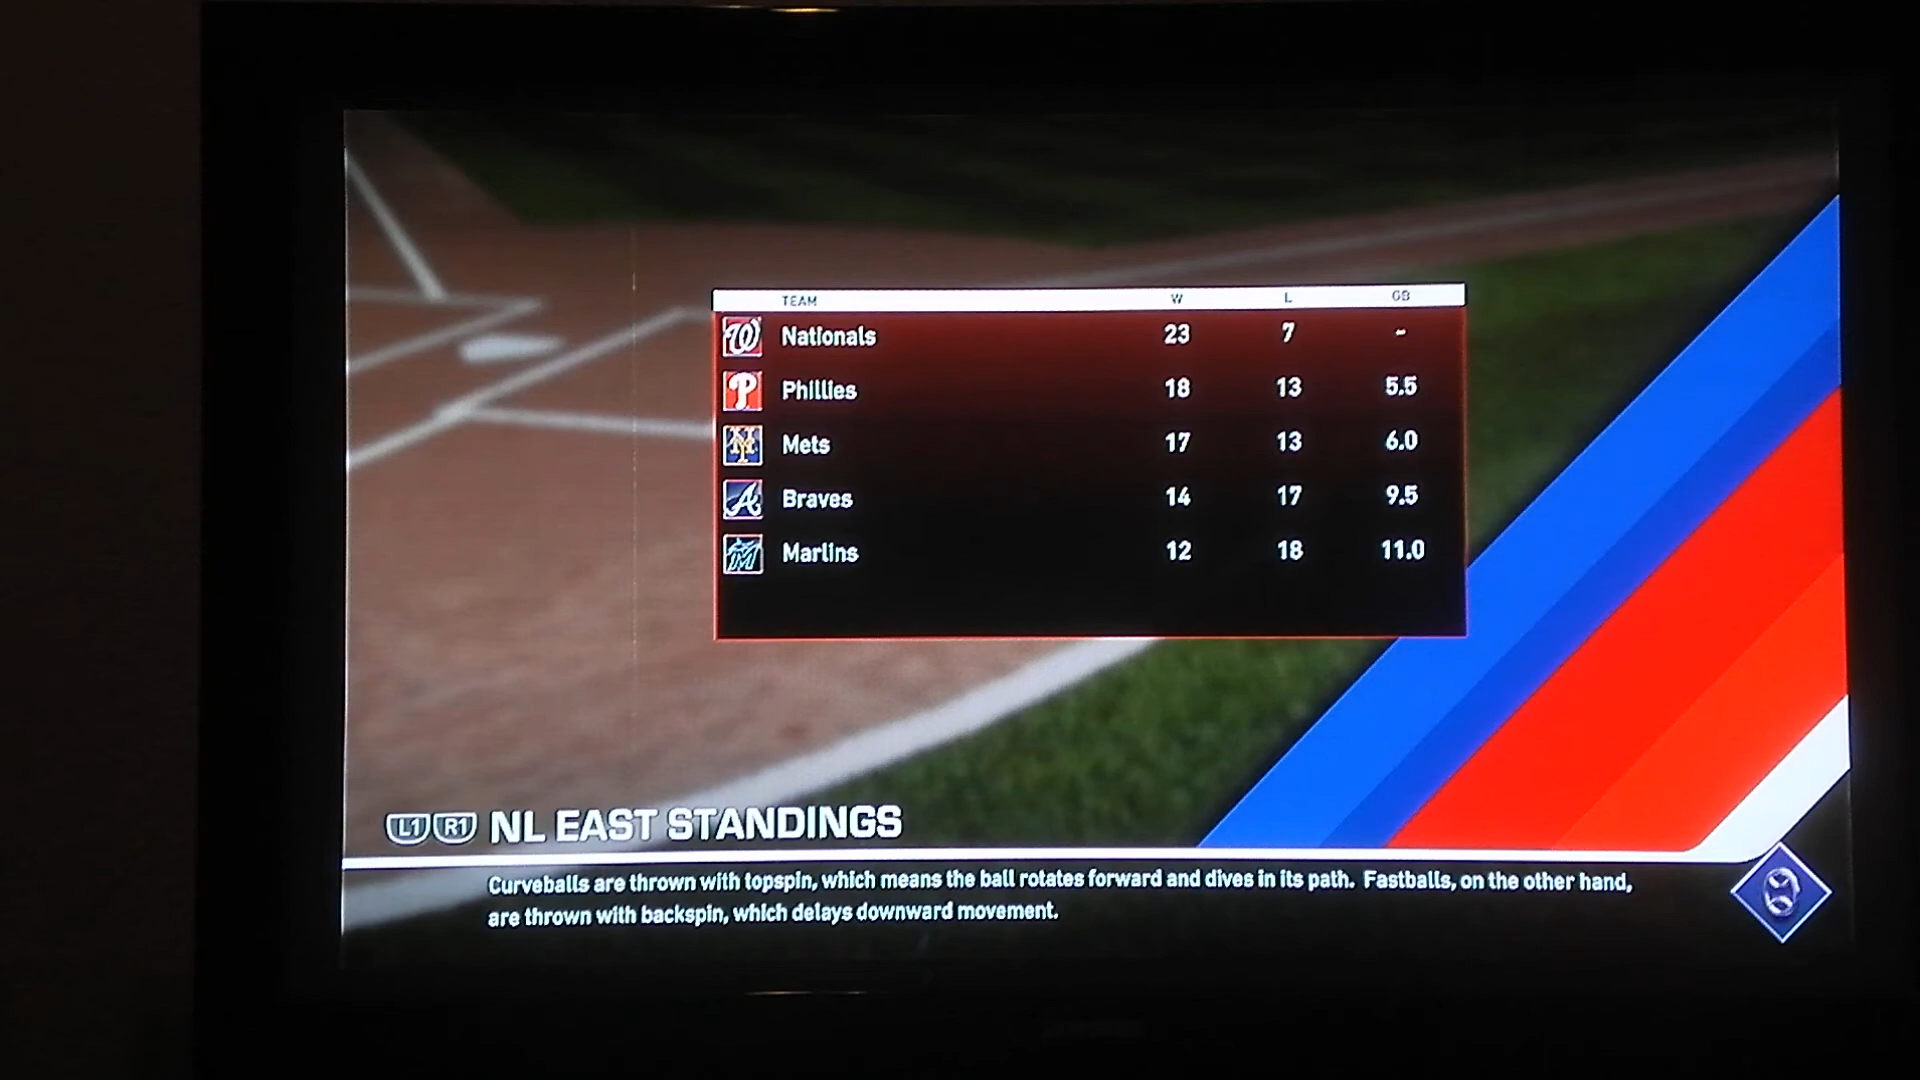 TEAM W L GB
Nationals 23 7 -
Phillies 18 13 5.5
Mets 17 13 6.0
Braves 14 17 9.5
Marlins 12 18 11.0
L1 R1 NL EAST STANDINGS
Curveballs are thrown with topspin, which means the ball rotates forward and dives in its path. Fastballs, on the other hand,
are thrown with backspin, which delays downward movement.